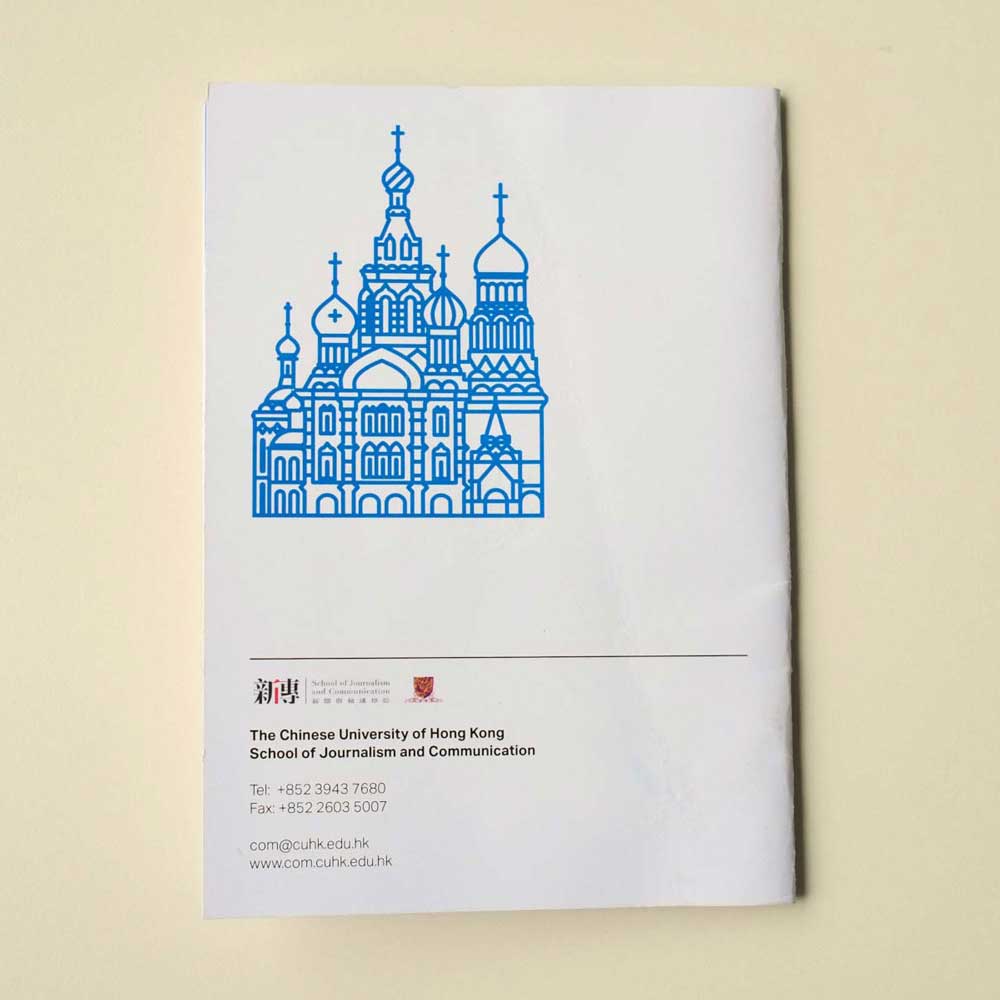 新傳
School of Journalism
and Communication
新聞與傳播學院
The Chinese University of Hong Kong
School of Journalism and Communication
Tel: +852 3943 7680
Fax: +852 2603 5007
com@cuhk.edu.hk
www.com.cuhk.edu.hk